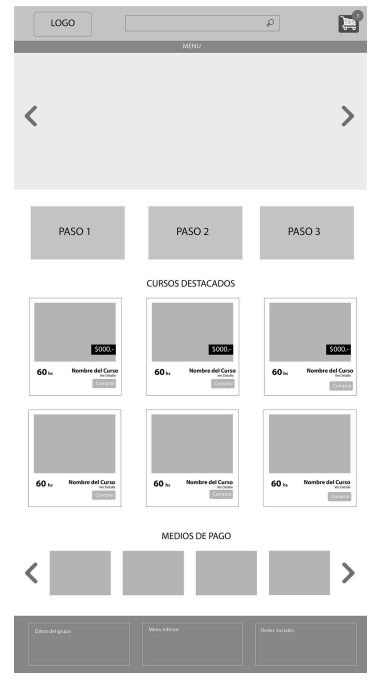 LOGO
1
MENU
PASO 1 PASO 2 PASO 3
CURSOS DESTACADOS
$000.- $000.- $000.-
60 hs Nombre del Curso 60 hs Nombre del Curso 60 hs Nombre del Curso
Ver Detalle Ver Detalle Ver Detalle
Comprar Comprar Comprar
60 hs Nombre del Curso 60 hs Nombre del Curso 60 hs Nombre del Curso
Ver Detalle Ver Detalle Ver Detalle
Comprar Comprar Comprar
MEDIOS DE PAGO
Datos del grupo Menu Inferior Redes Sociales